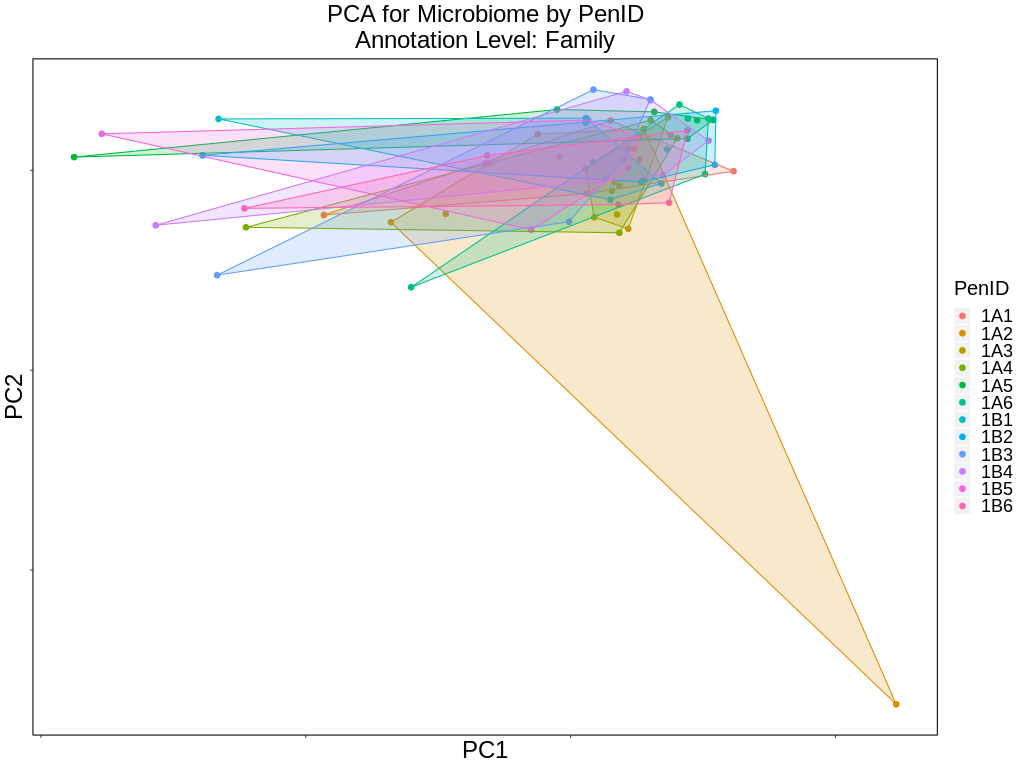 PCA for Microbiome by PenID
Annotation Level: Family
PC2
PC1
PenID
1A1
1A2
1A3
1A4
1A5
1A6
1B1
1B2
1B3
1B4
1B5
1B6